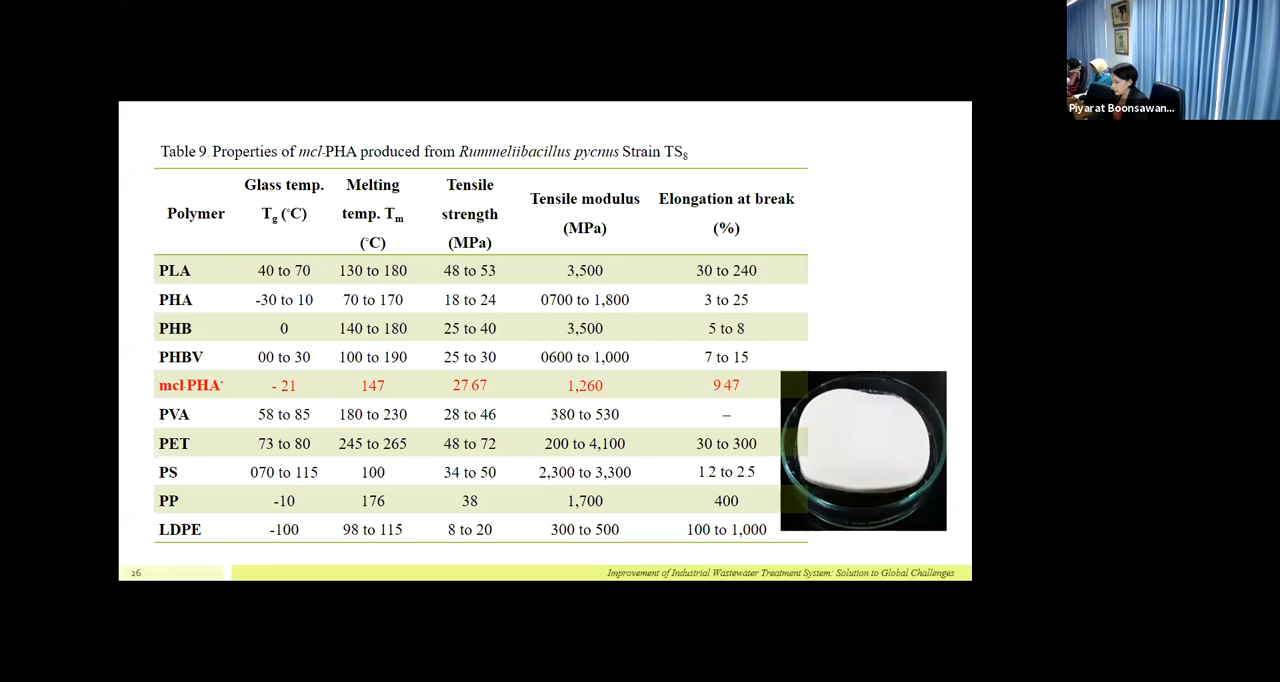 Piyarat Boonsawan...
Table 9. Properties of mcl-PHA produced from Rummeliibacillus pycnus Strain TS8
Polymer Glass temp. Tg (°C) Melting temp. Tm (°C) Tensile strength (MPa) Tensile modulus (MPa) Elongation at break (%)
PLA 40 to 70 130 to 180 48 to 53 3,500 30 to 240
PHA -30 to 10 70 to 170 18 to 24 0700 to 1,800 3 to 25
PHB 0 140 to 180 25 to 40 3,500 5 to 8
PHBV 00 to 30 100 to 190 25 to 30 0600 to 1,000 7 to 15
mcl-PHA* - 21 147 27.67 1,260 9.47
PVA 58 to 85 180 to 230 28 to 46 380 to 530 –
PET 73 to 80 245 to 265 48 to 72 200 to 4,100 30 to 300
PS 070 to 115 100 34 to 50 2,300 to 3,300 1.2 to 2.5
PP -10 176 38 1,700 400
LDPE -100 98 to 115 8 to 20 300 to 500 100 to 1,000
26 Improvement of Industrial Wastewater Treatment System: Solution to Global Challenges